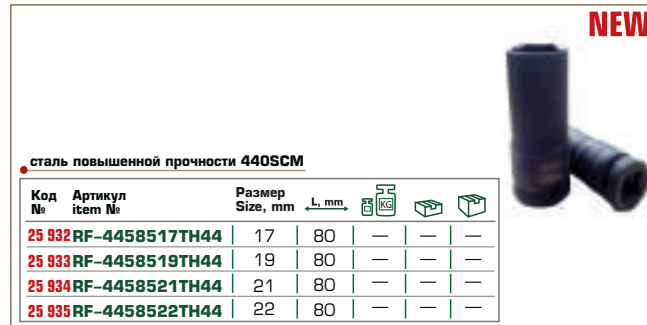 NEW
сталь повышенной прочности 440SCM
Код Артикул Размер
№ item № Size, mm L, mm KG
25 932 RF-4458517TH44 17 80 — — —
25 933 RF-4458519TH44 19 80 — — —
25 934 RF-4458521TH44 21 80 — — —
25 935 RF-4458522TH44 22 80 — — —